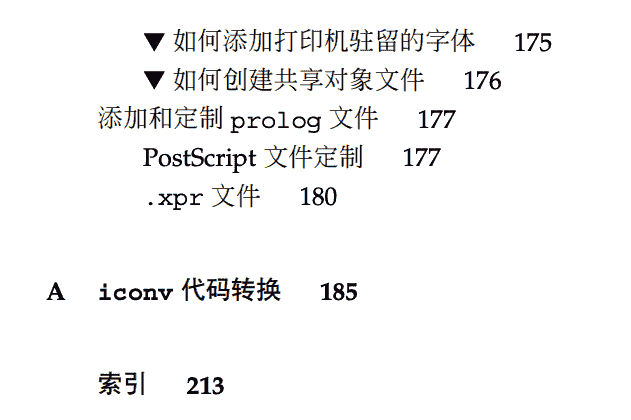 ▼ 如何添加打印机驻留的字体 175
▼ 如何创建共享对象文件 176
添加和定制 prolog 文件 177
PostScript 文件定制 177
.xpr 文件 180
A iconv 代码转换 185
索引 213